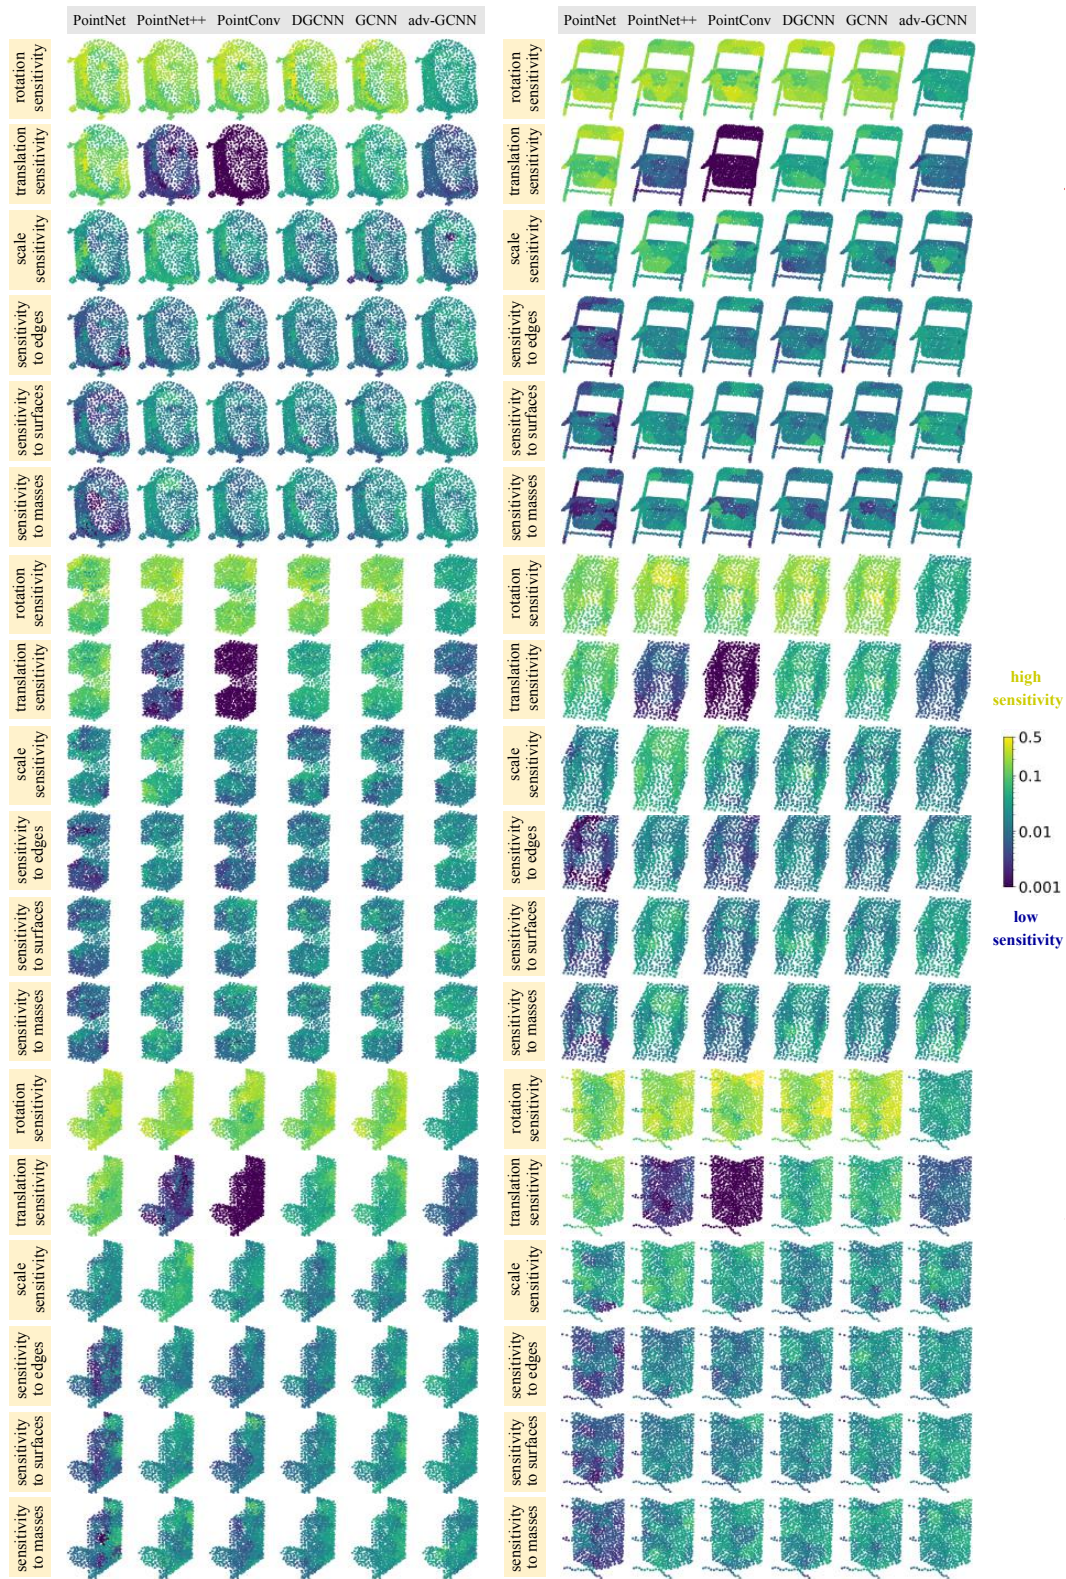 PointNet PointNet++ PointConv DGCNN GCNN adv-GCNN
rotation
sensitivity
translation
sensitivity
scale
sensitivity
sensitivity
to edges
sensitivity
to surfaces
sensitivity
to masses
rotation
sensitivity
translation
sensitivity
scale
sensitivity
sensitivity
to edges
sensitivity
to surfaces
sensitivity
to masses
rotation
sensitivity
translation
sensitivity
scale
sensitivity
sensitivity
to edges
sensitivity
to surfaces
sensitivity
to masses
PointNet PointNet++ PointConv DGCNN GCNN adv-GCNN
rotation
sensitivity
translation
sensitivity
scale
sensitivity
sensitivity
to edges
sensitivity
to surfaces
sensitivity
to masses
rotation
sensitivity
translation
sensitivity
scale
sensitivity
sensitivity
to edges
sensitivity
to surfaces
sensitivity
to masses
rotation
sensitivity
translation
sensitivity
scale
sensitivity
sensitivity
to edges
sensitivity
to surfaces
sensitivity
to masses
high
sensitivity
0.5
0.1
0.01
0.001
low
sensitivity